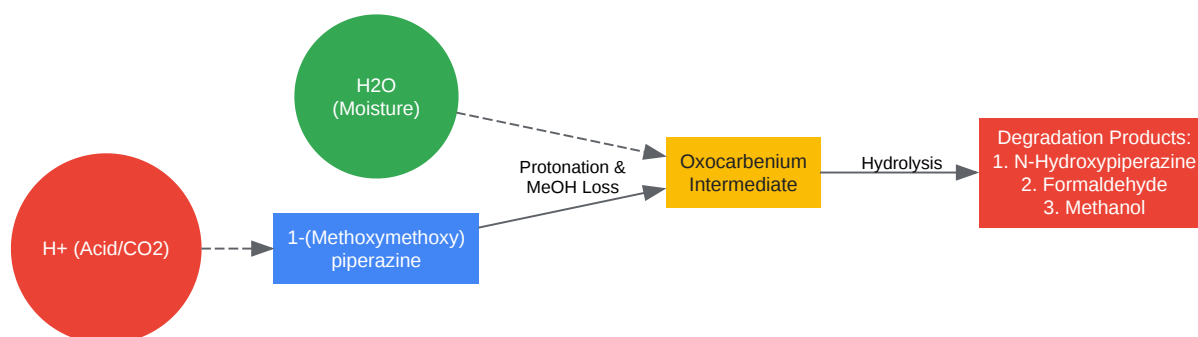 H2O
(Moisture)
H+ (Acid/CO2)
1-(Methoxymethoxy)
piperazine
Protonation &
MeOH Loss
Oxocarbenium
Intermediate
Hydrolysis
Degradation Products:
1. N-Hydroxypiperazine
2. Formaldehyde
3. Methanol